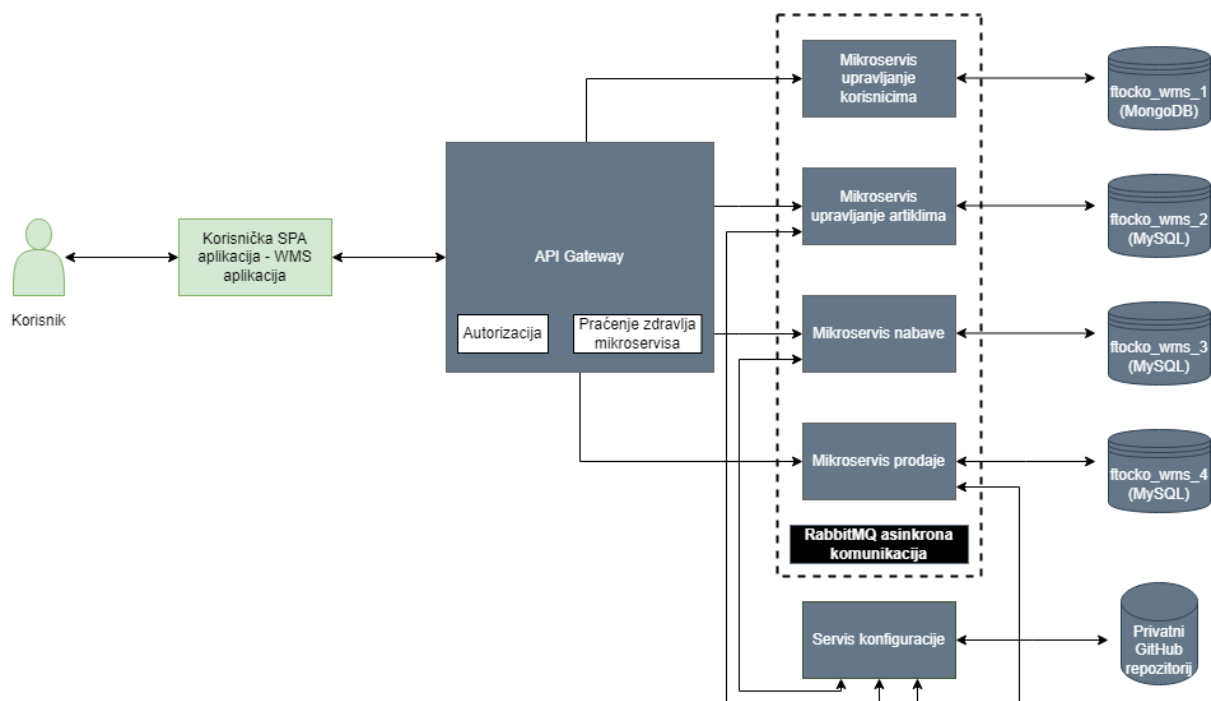 Korisnik
Korisnička SPA
aplikacija - WMS
aplikacija
API Gateway
Autorizacija
Praćenje zdravlja
mikroservisa
Mikroservis
upravljanje
korisnicima
ftocko_wms_1
(MongoDB)
Mikroservis
upravljanje artiklima
ftocko_wms_2
(MySQL)
Mikroservis nabave
ftocko_wms_3
(MySQL)
Mikroservis prodaje
ftocko_wms_4
(MySQL)
RabbitMQ asinkrona
komunikacija
Servis konfiguracije
Privatni
GitHub
repozitorij